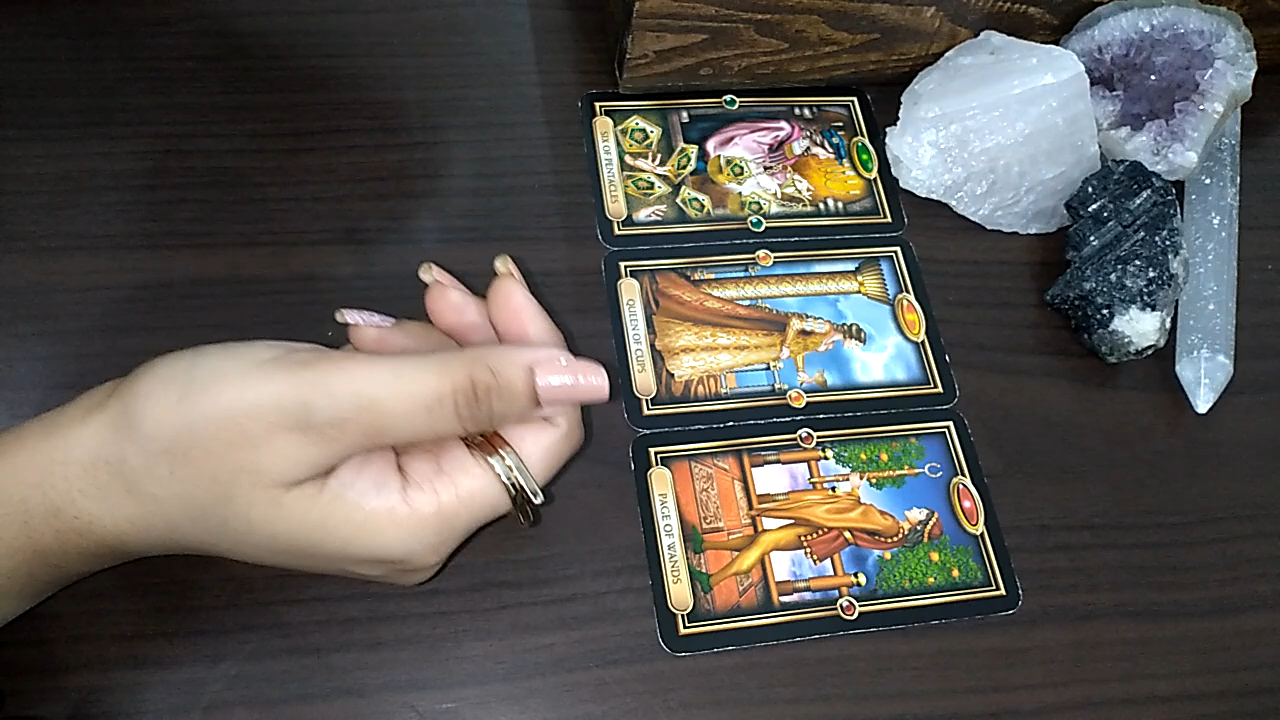 SIX OF PENTACLES
QUEEN OF CUPS
PAGE OF WANDS